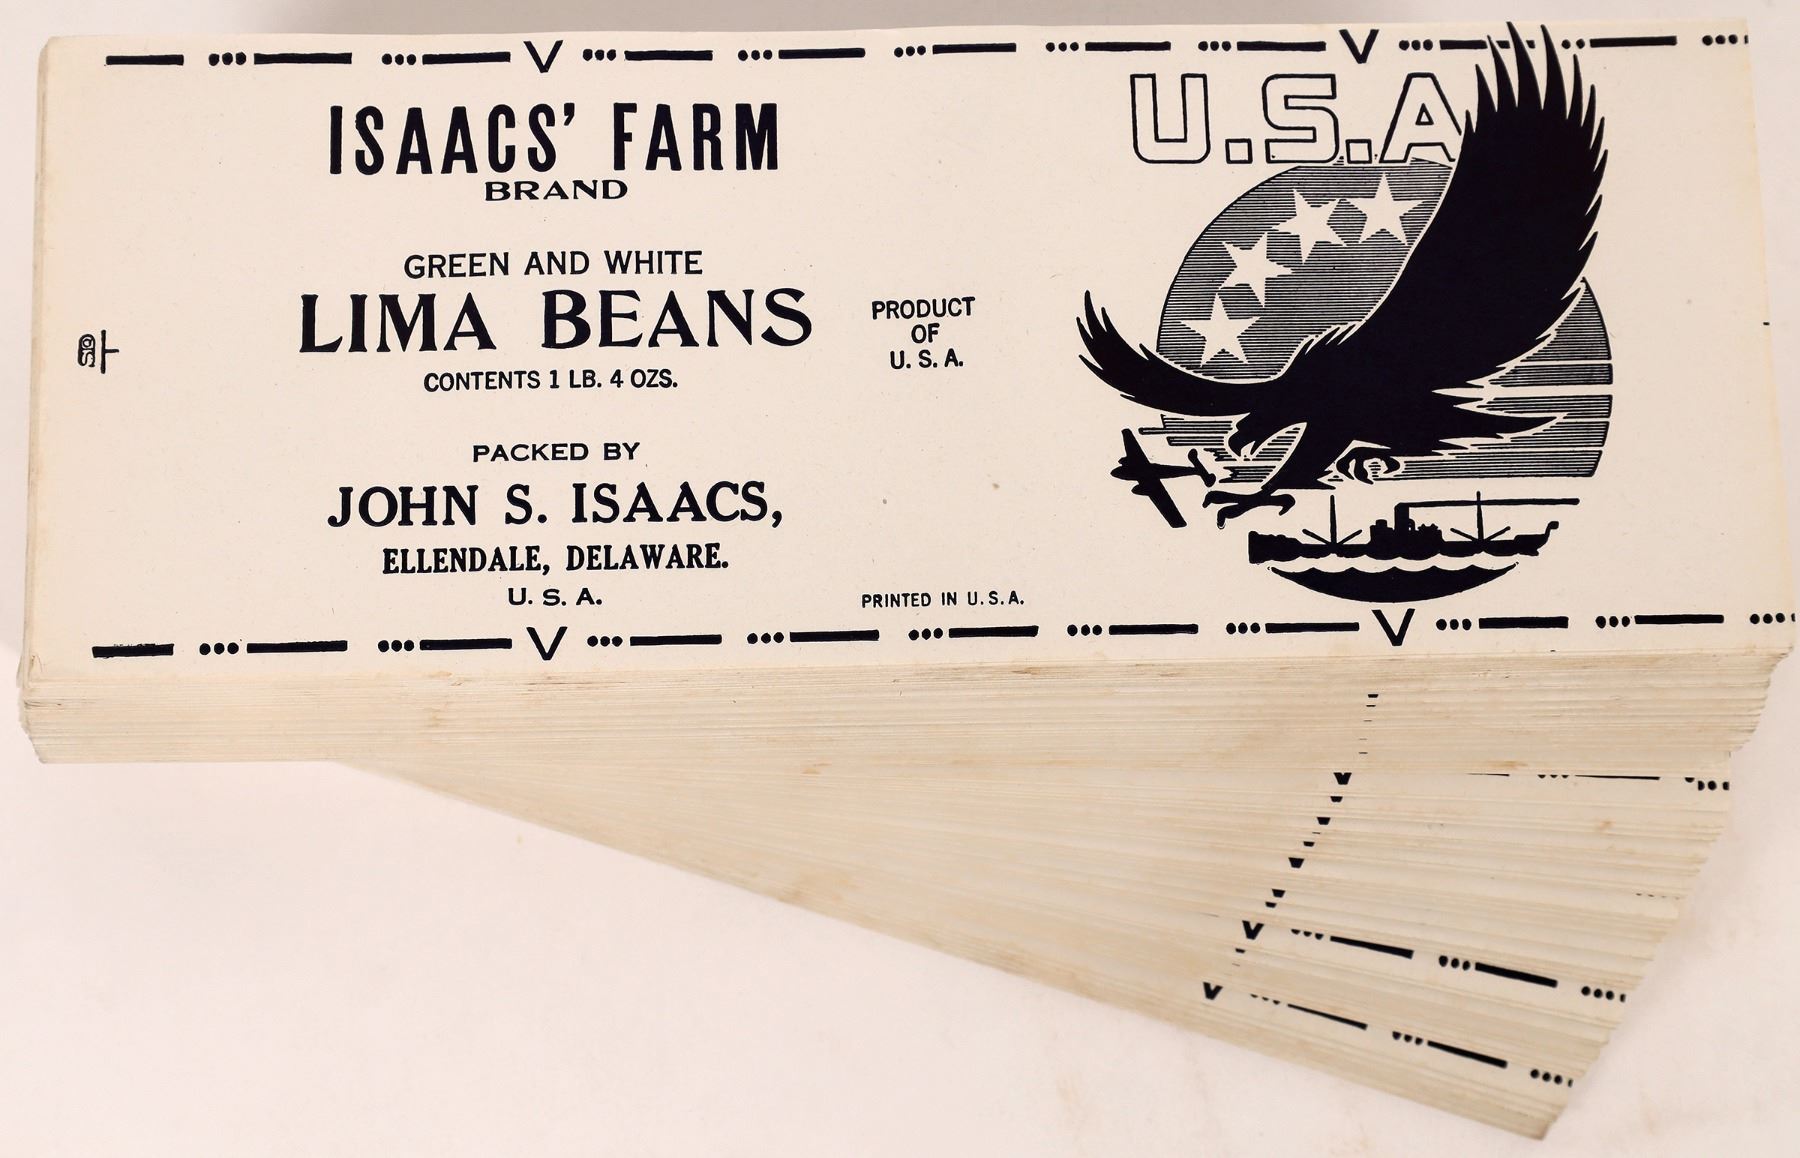 V V
ISAACS' FARM
BRAND
GREEN AND WHITE
LIMA BEANS
CONTENTS 1 LB. 4 OZS.
PACKED BY
JOHN S. ISAACS,
ELLENDALE, DELAWARE.
U. S. A.
PRODUCT
OF
U. S. A.
PRINTED IN U. S. A.
U.S.A
V V
V
V